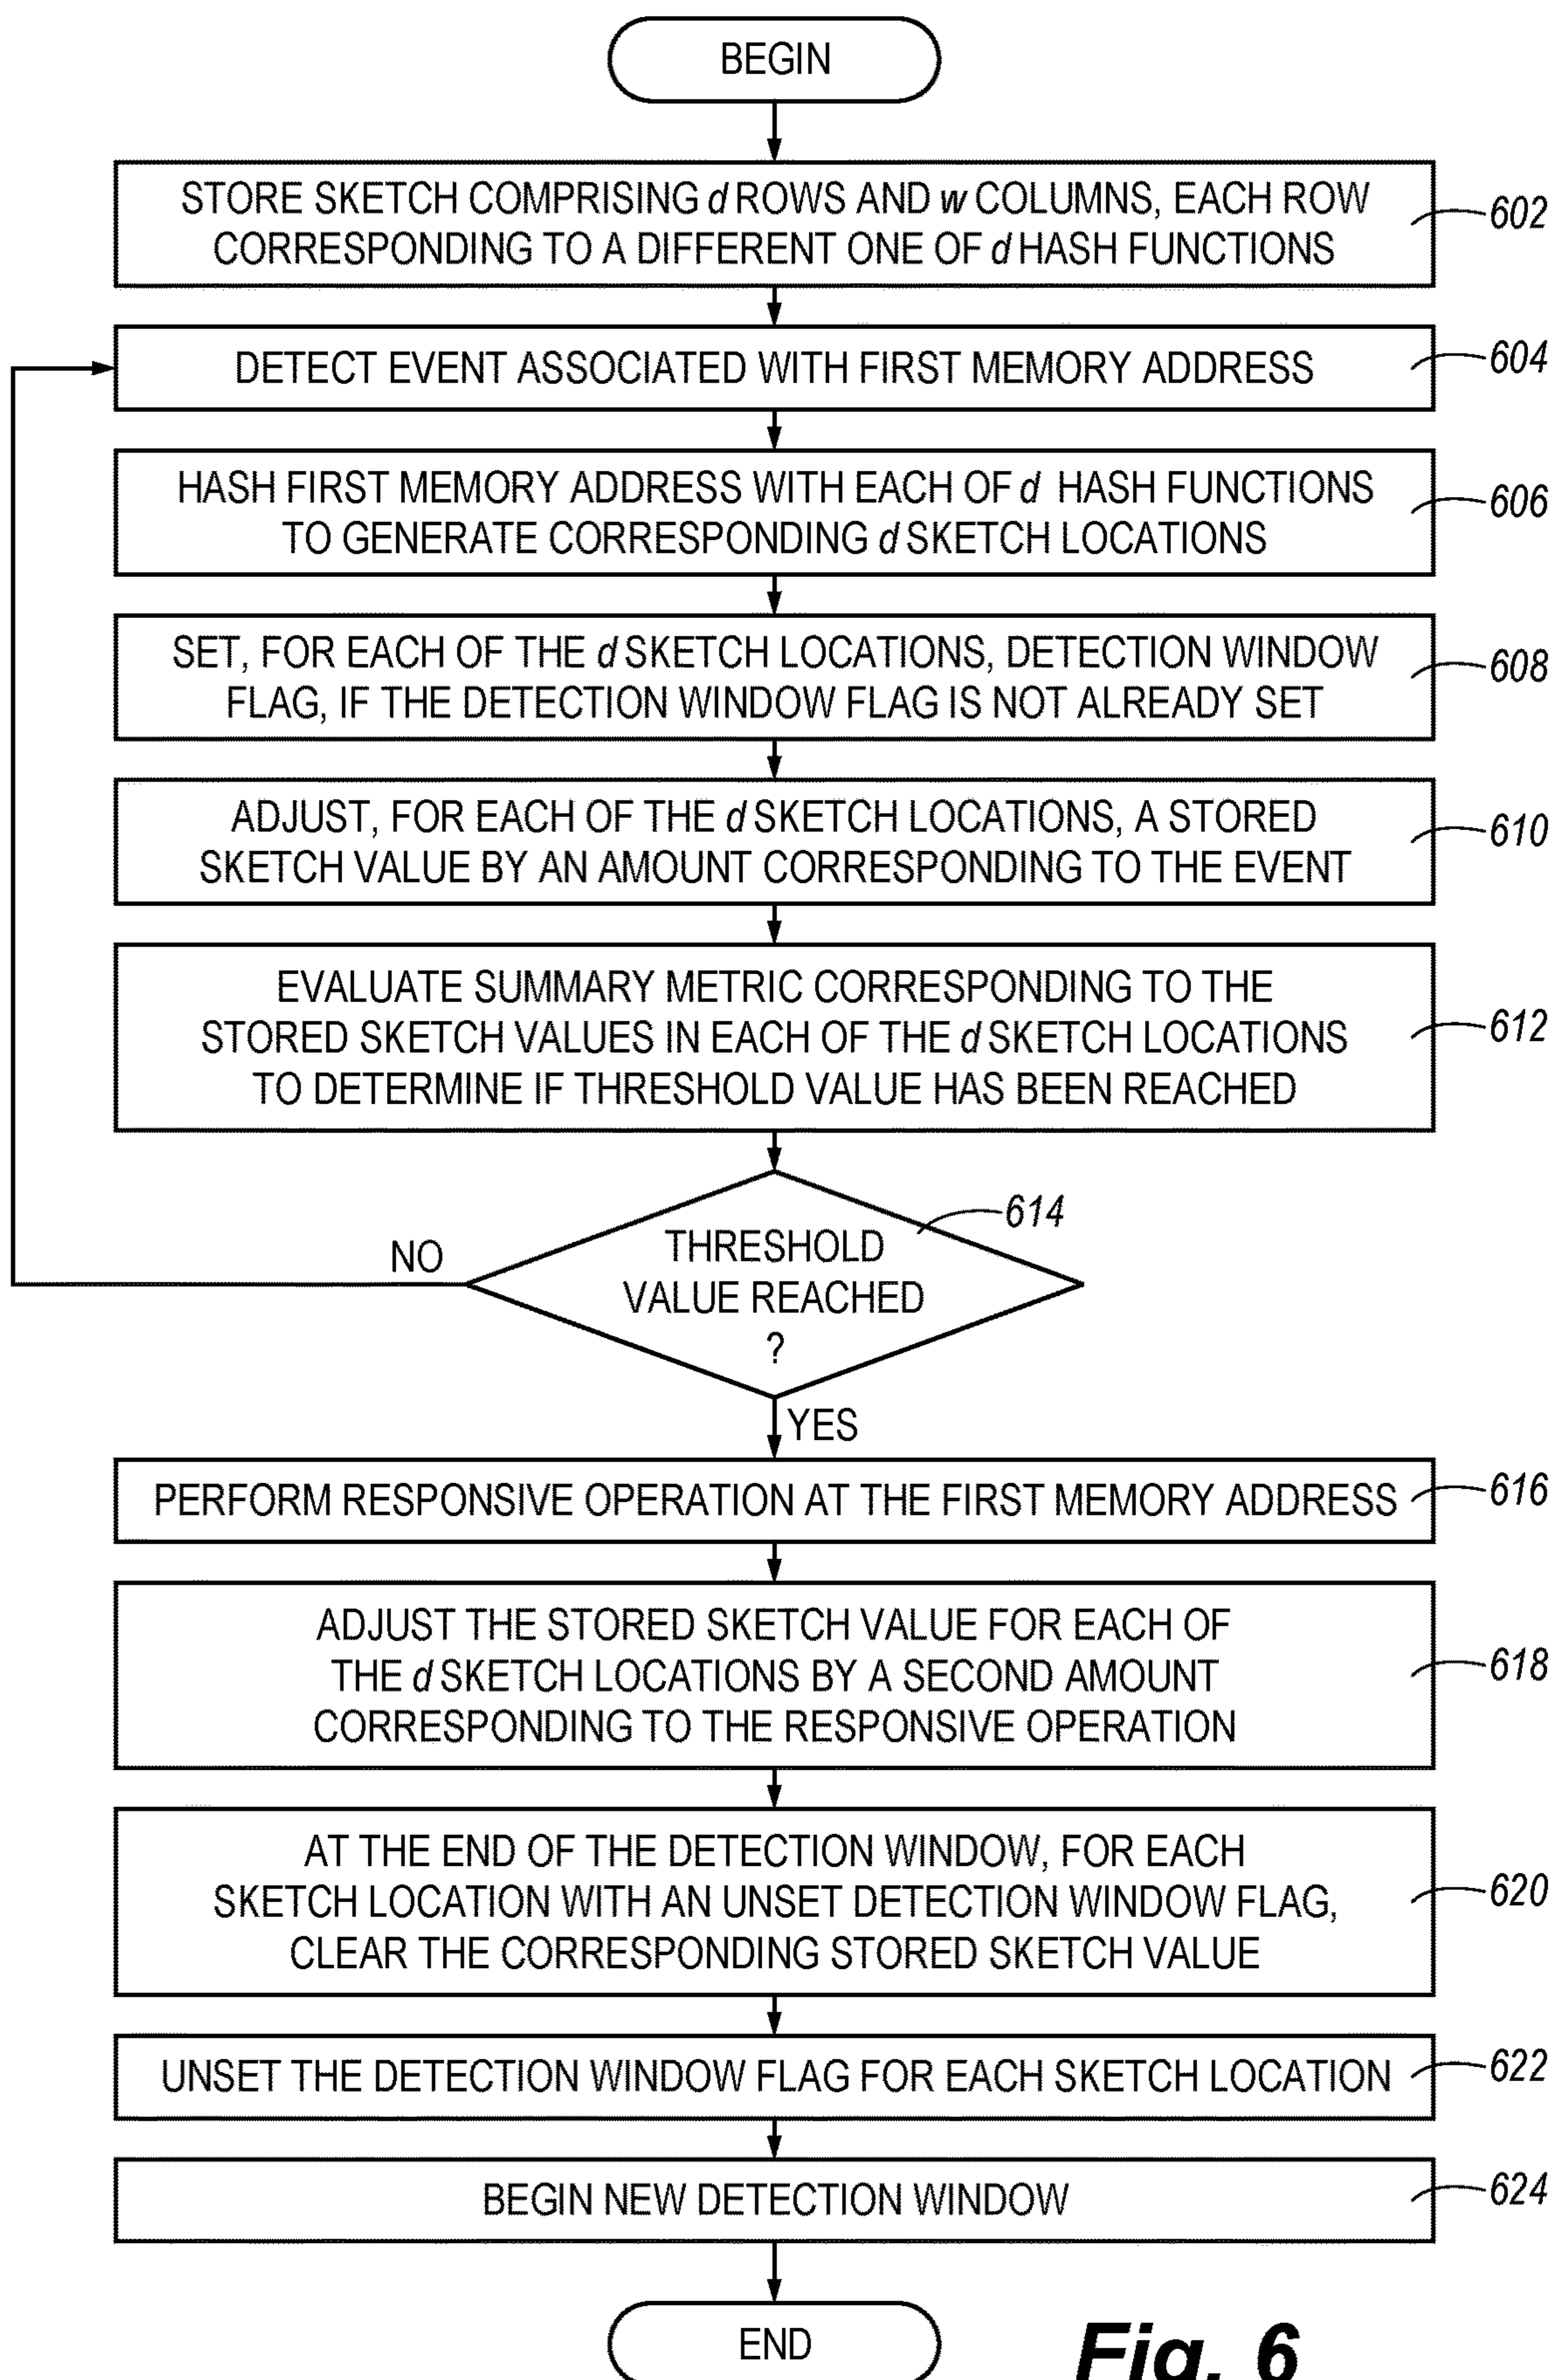 BEGIN
STORE SKETCH COMPRISING d ROWS AND w COLUMNS, EACH ROW
CORRESPONDING TO A DIFFERENT ONE OF d HASH FUNCTIONS
602
DETECT EVENT ASSOCIATED WITH FIRST MEMORY ADDRESS
604
HASH FIRST MEMORY ADDRESS WITH EACH OF d HASH FUNCTIONS
TO GENERATE CORRESPONDING d SKETCH LOCATIONS
606
SET, FOR EACH OF THE d SKETCH LOCATIONS, DETECTION WINDOW
FLAG, IF THE DETECTION WINDOW FLAG IS NOT ALREADY SET
608
ADJUST, FOR EACH OF THE d SKETCH LOCATIONS, A STORED
SKETCH VALUE BY AN AMOUNT CORRESPONDING TO THE EVENT
610
EVALUATE SUMMARY METRIC CORRESPONDING TO THE
STORED SKETCH VALUES IN EACH OF THE d SKETCH LOCATIONS
TO DETERMINE IF THRESHOLD VALUE HAS BEEN REACHED
612
614
THRESHOLD
VALUE REACHED
?
NO
YES
PERFORM RESPONSIVE OPERATION AT THE FIRST MEMORY ADDRESS
616
ADJUST THE STORED SKETCH VALUE FOR EACH OF
THE d SKETCH LOCATIONS BY A SECOND AMOUNT
CORRESPONDING TO THE RESPONSIVE OPERATION
618
AT THE END OF THE DETECTION WINDOW, FOR EACH
SKETCH LOCATION WITH AN UNSET DETECTION WINDOW FLAG,
CLEAR THE CORRESPONDING STORED SKETCH VALUE
620
UNSET THE DETECTION WINDOW FLAG FOR EACH SKETCH LOCATION
622
BEGIN NEW DETECTION WINDOW
624
END
Fig. 6